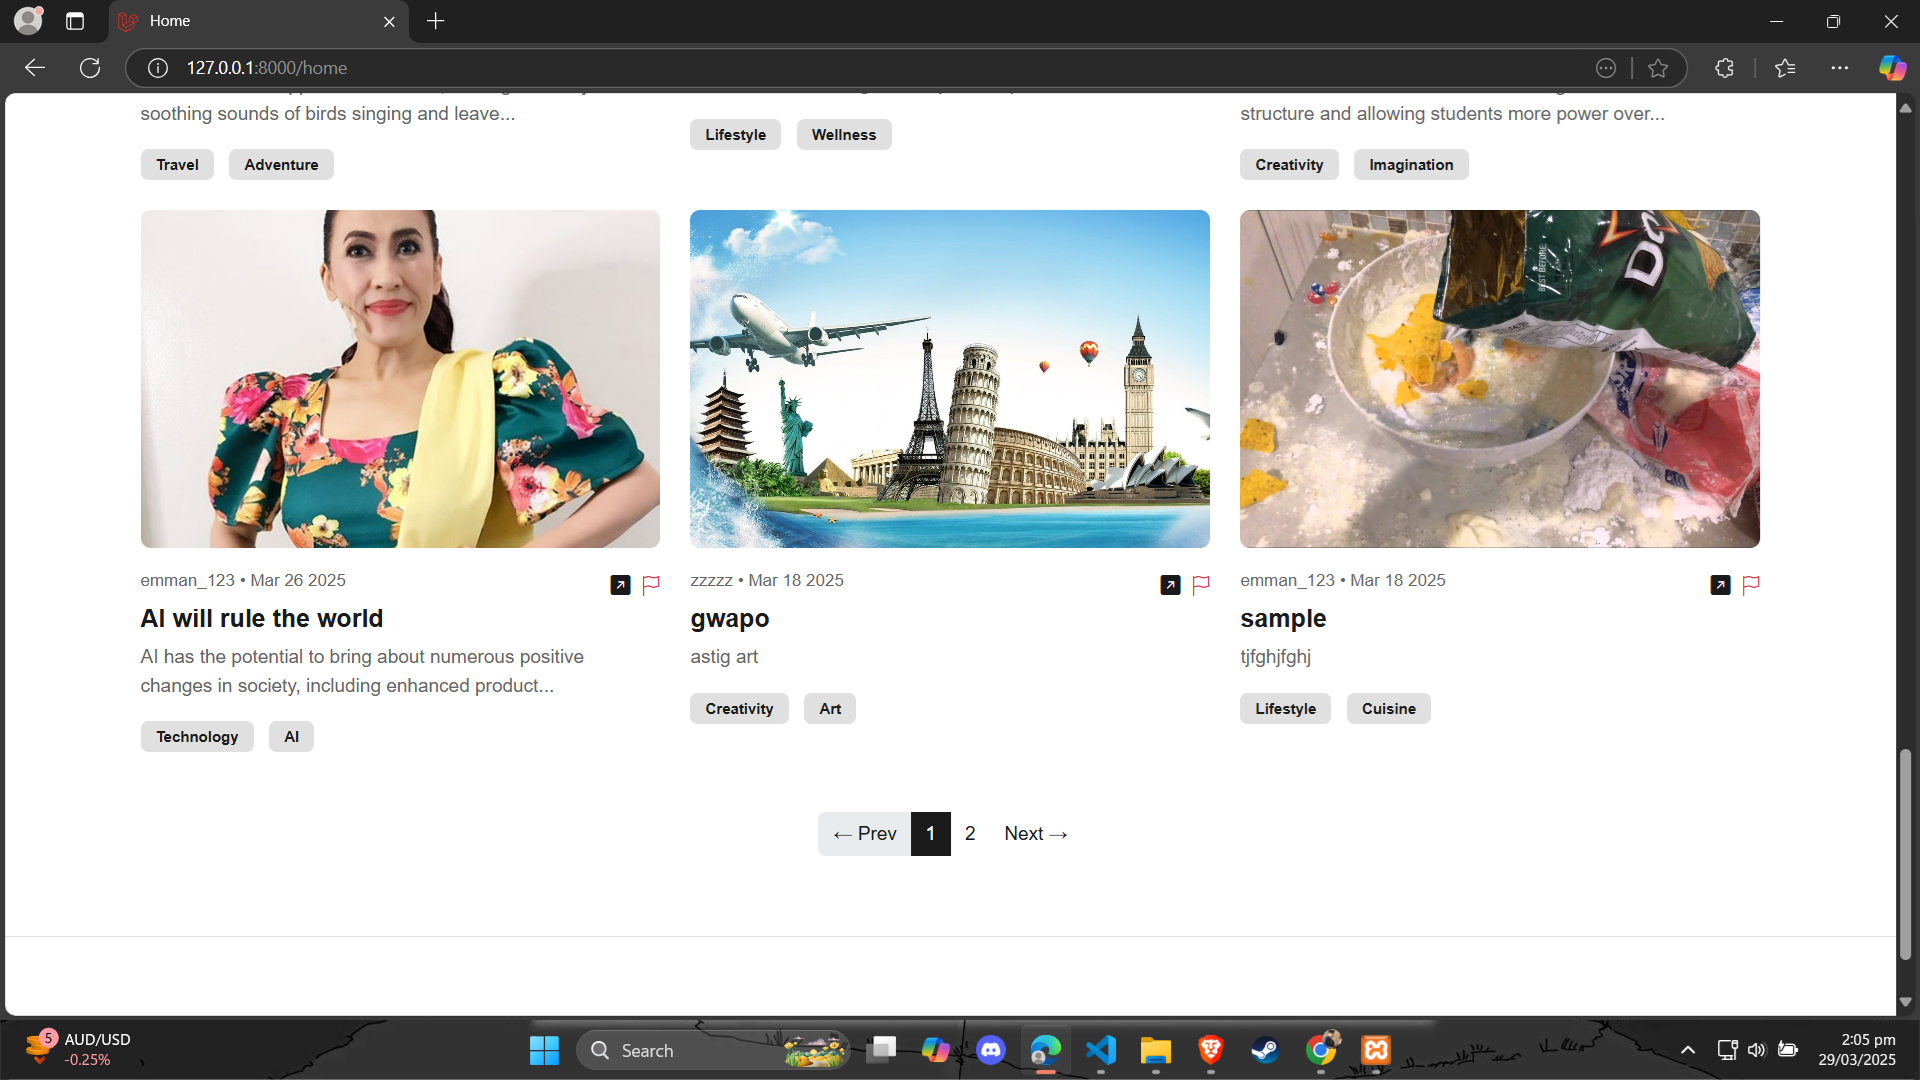 Home
127.0.0.1:8000/home
soothing sounds of birds singing and leave...
Travel Adventure
Lifestyle Wellness
structure and allowing students more power over...
Creativity Imagination
BEST BEFORE
emman_123 • Mar 26 2025
AI will rule the world
AI has the potential to bring about numerous positive
changes in society, including enhanced product...
Technology AI
zzzzz • Mar 18 2025
gwapo
astig art
Creativity Art
emman_123 • Mar 18 2025
sample
tjfghjfghj
Lifestyle Cuisine
← Prev 1 2 Next →
5
AUD/USD
-0.25%
Search
2:05 pm
29/03/2025